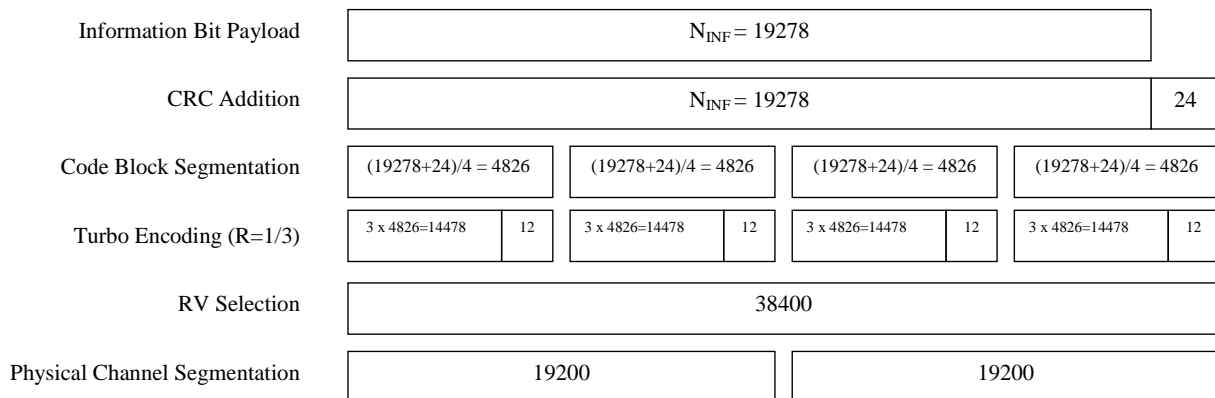 Information Bit Payload N_INF = 19278
CRC Addition N_INF = 19278 24
Code Block Segmentation (19278+24)/4 = 4826 (19278+24)/4 = 4826 (19278+24)/4 = 4826 (19278+24)/4 = 4826
Turbo Encoding (R=1/3) 3 x 4826=14478 12 3 x 4826=14478 12 3 x 4826=14478 12 3 x 4826=14478 12
RV Selection 38400
Physical Channel Segmentation 19200 19200